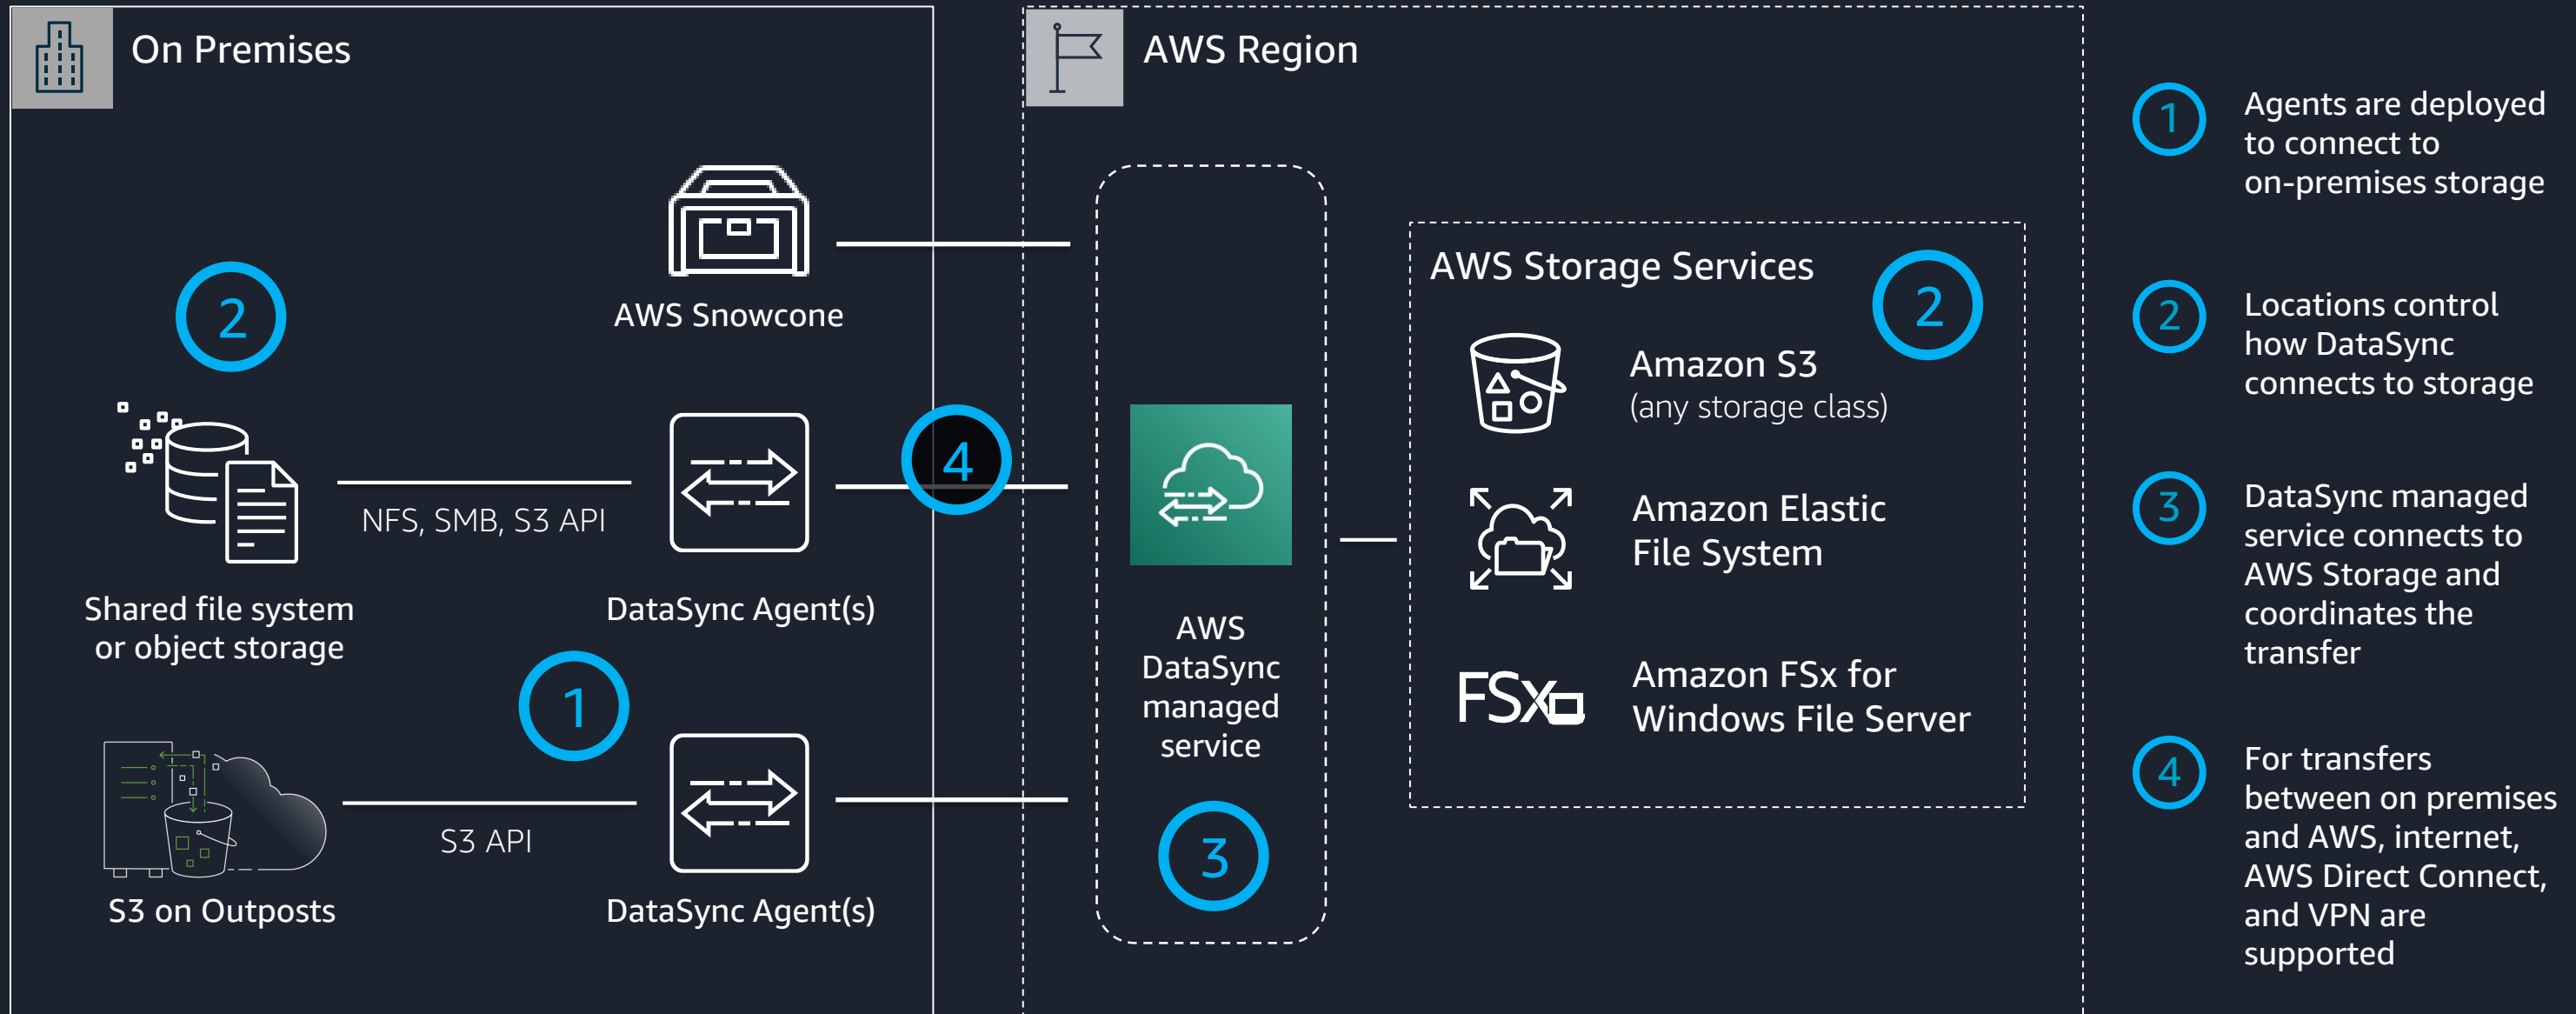 On Premises
AWS Snowcone
2
NFS, SMB, S3 API
Shared file system
or object storage
DataSync Agent(s)
1
S3 API
S3 on Outposts
DataSync Agent(s)
4
AWS Region
AWS
DataSync
managed
service
3
AWS Storage Services
2
Amazon S3
(any storage class)
Amazon Elastic
File System
FSx
Amazon FSx for
Windows File Server
1
Agents are deployed
to connect to
on-premises storage
2
Locations control
how DataSync
connects to storage
3
DataSync managed
service connects to
AWS Storage and
coordinates the
transfer
4
For transfers
between on premises
and AWS, internet,
AWS Direct Connect,
and VPN are
supported